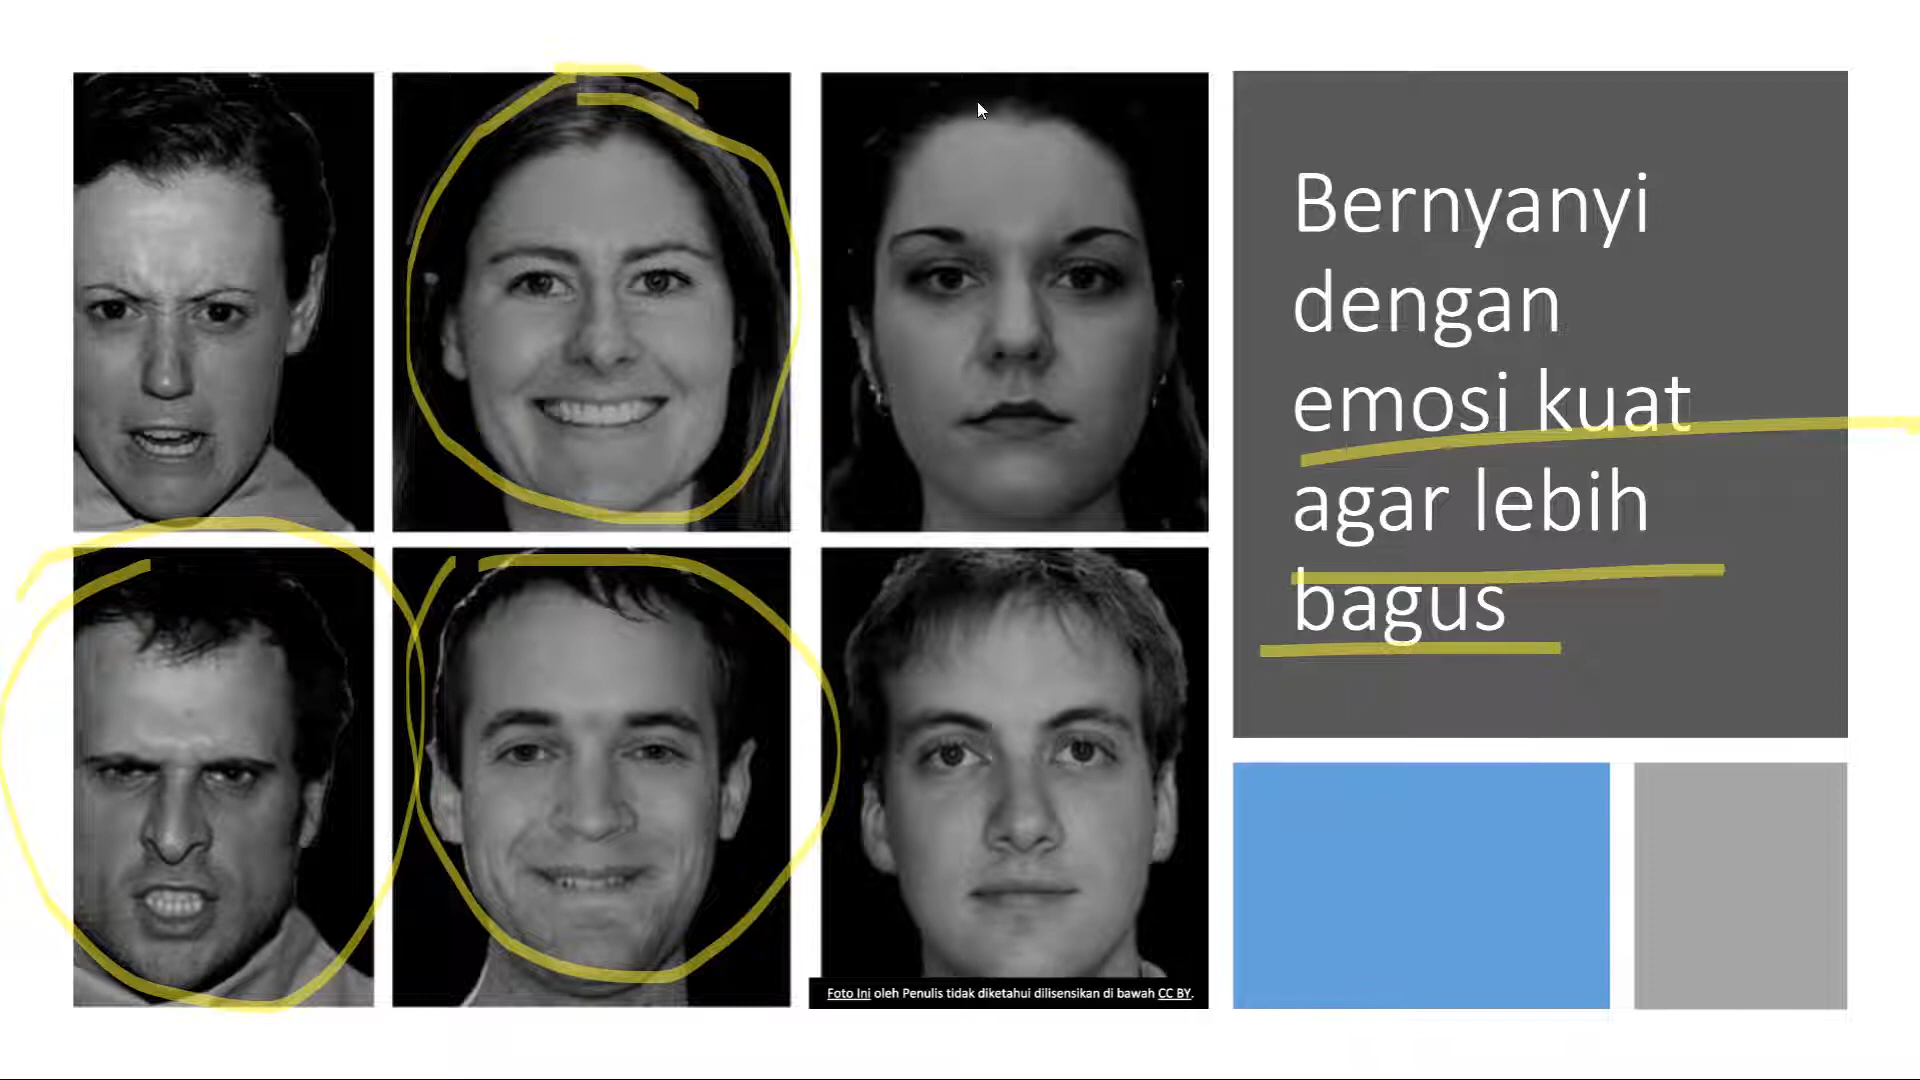 Bernyanyi
dengan
emosi kuat
agar lebih
bagus
Foto Ini oleh Penulis tidak diketahui dilisensikan di bawah CC BY.